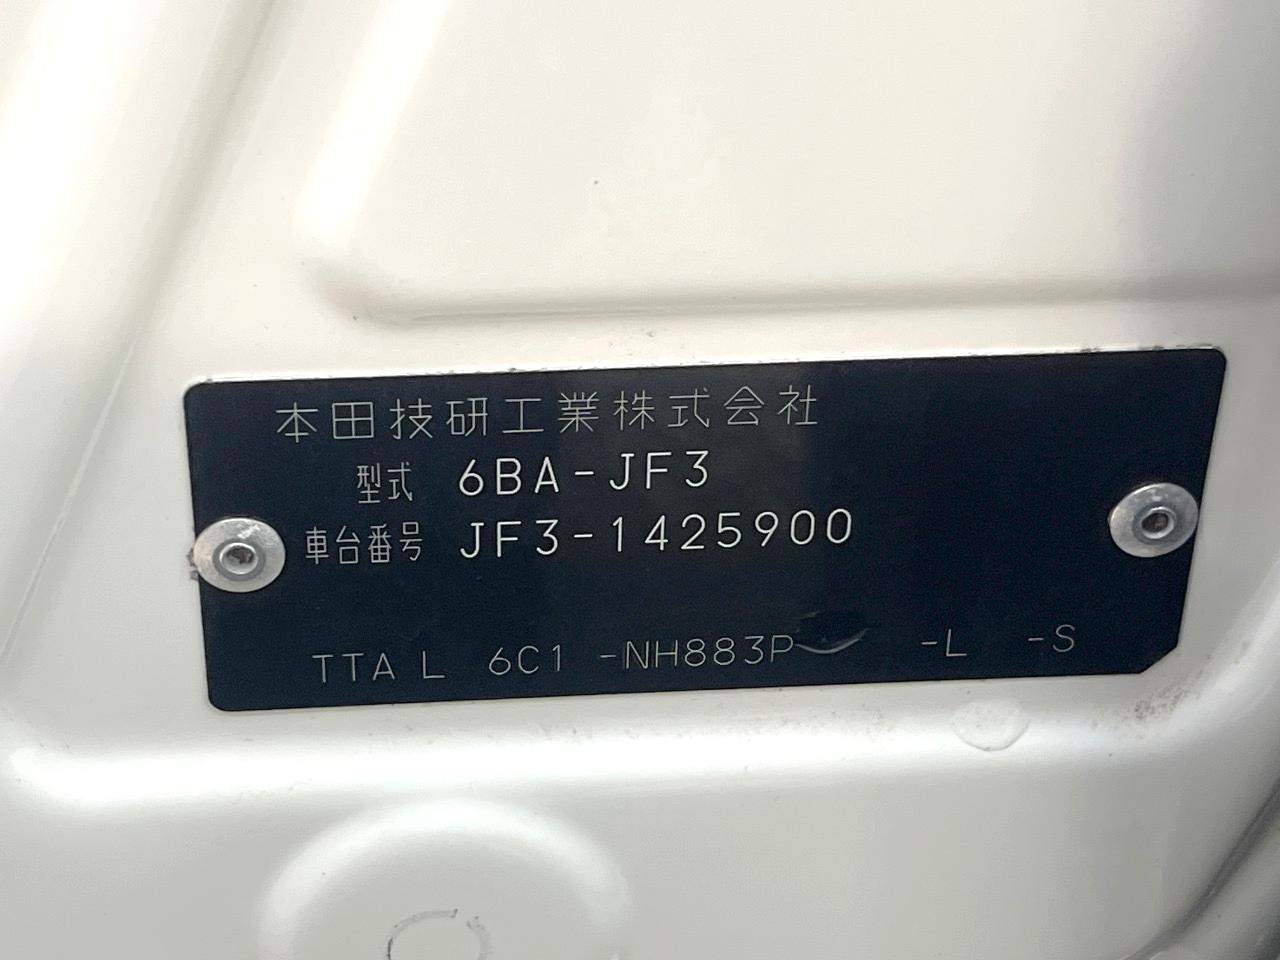 本田技研工業株式会社
型式 6BA-JF3
車台番号 JF3-1425900
TTA L 6C1 -NH883P -L -S